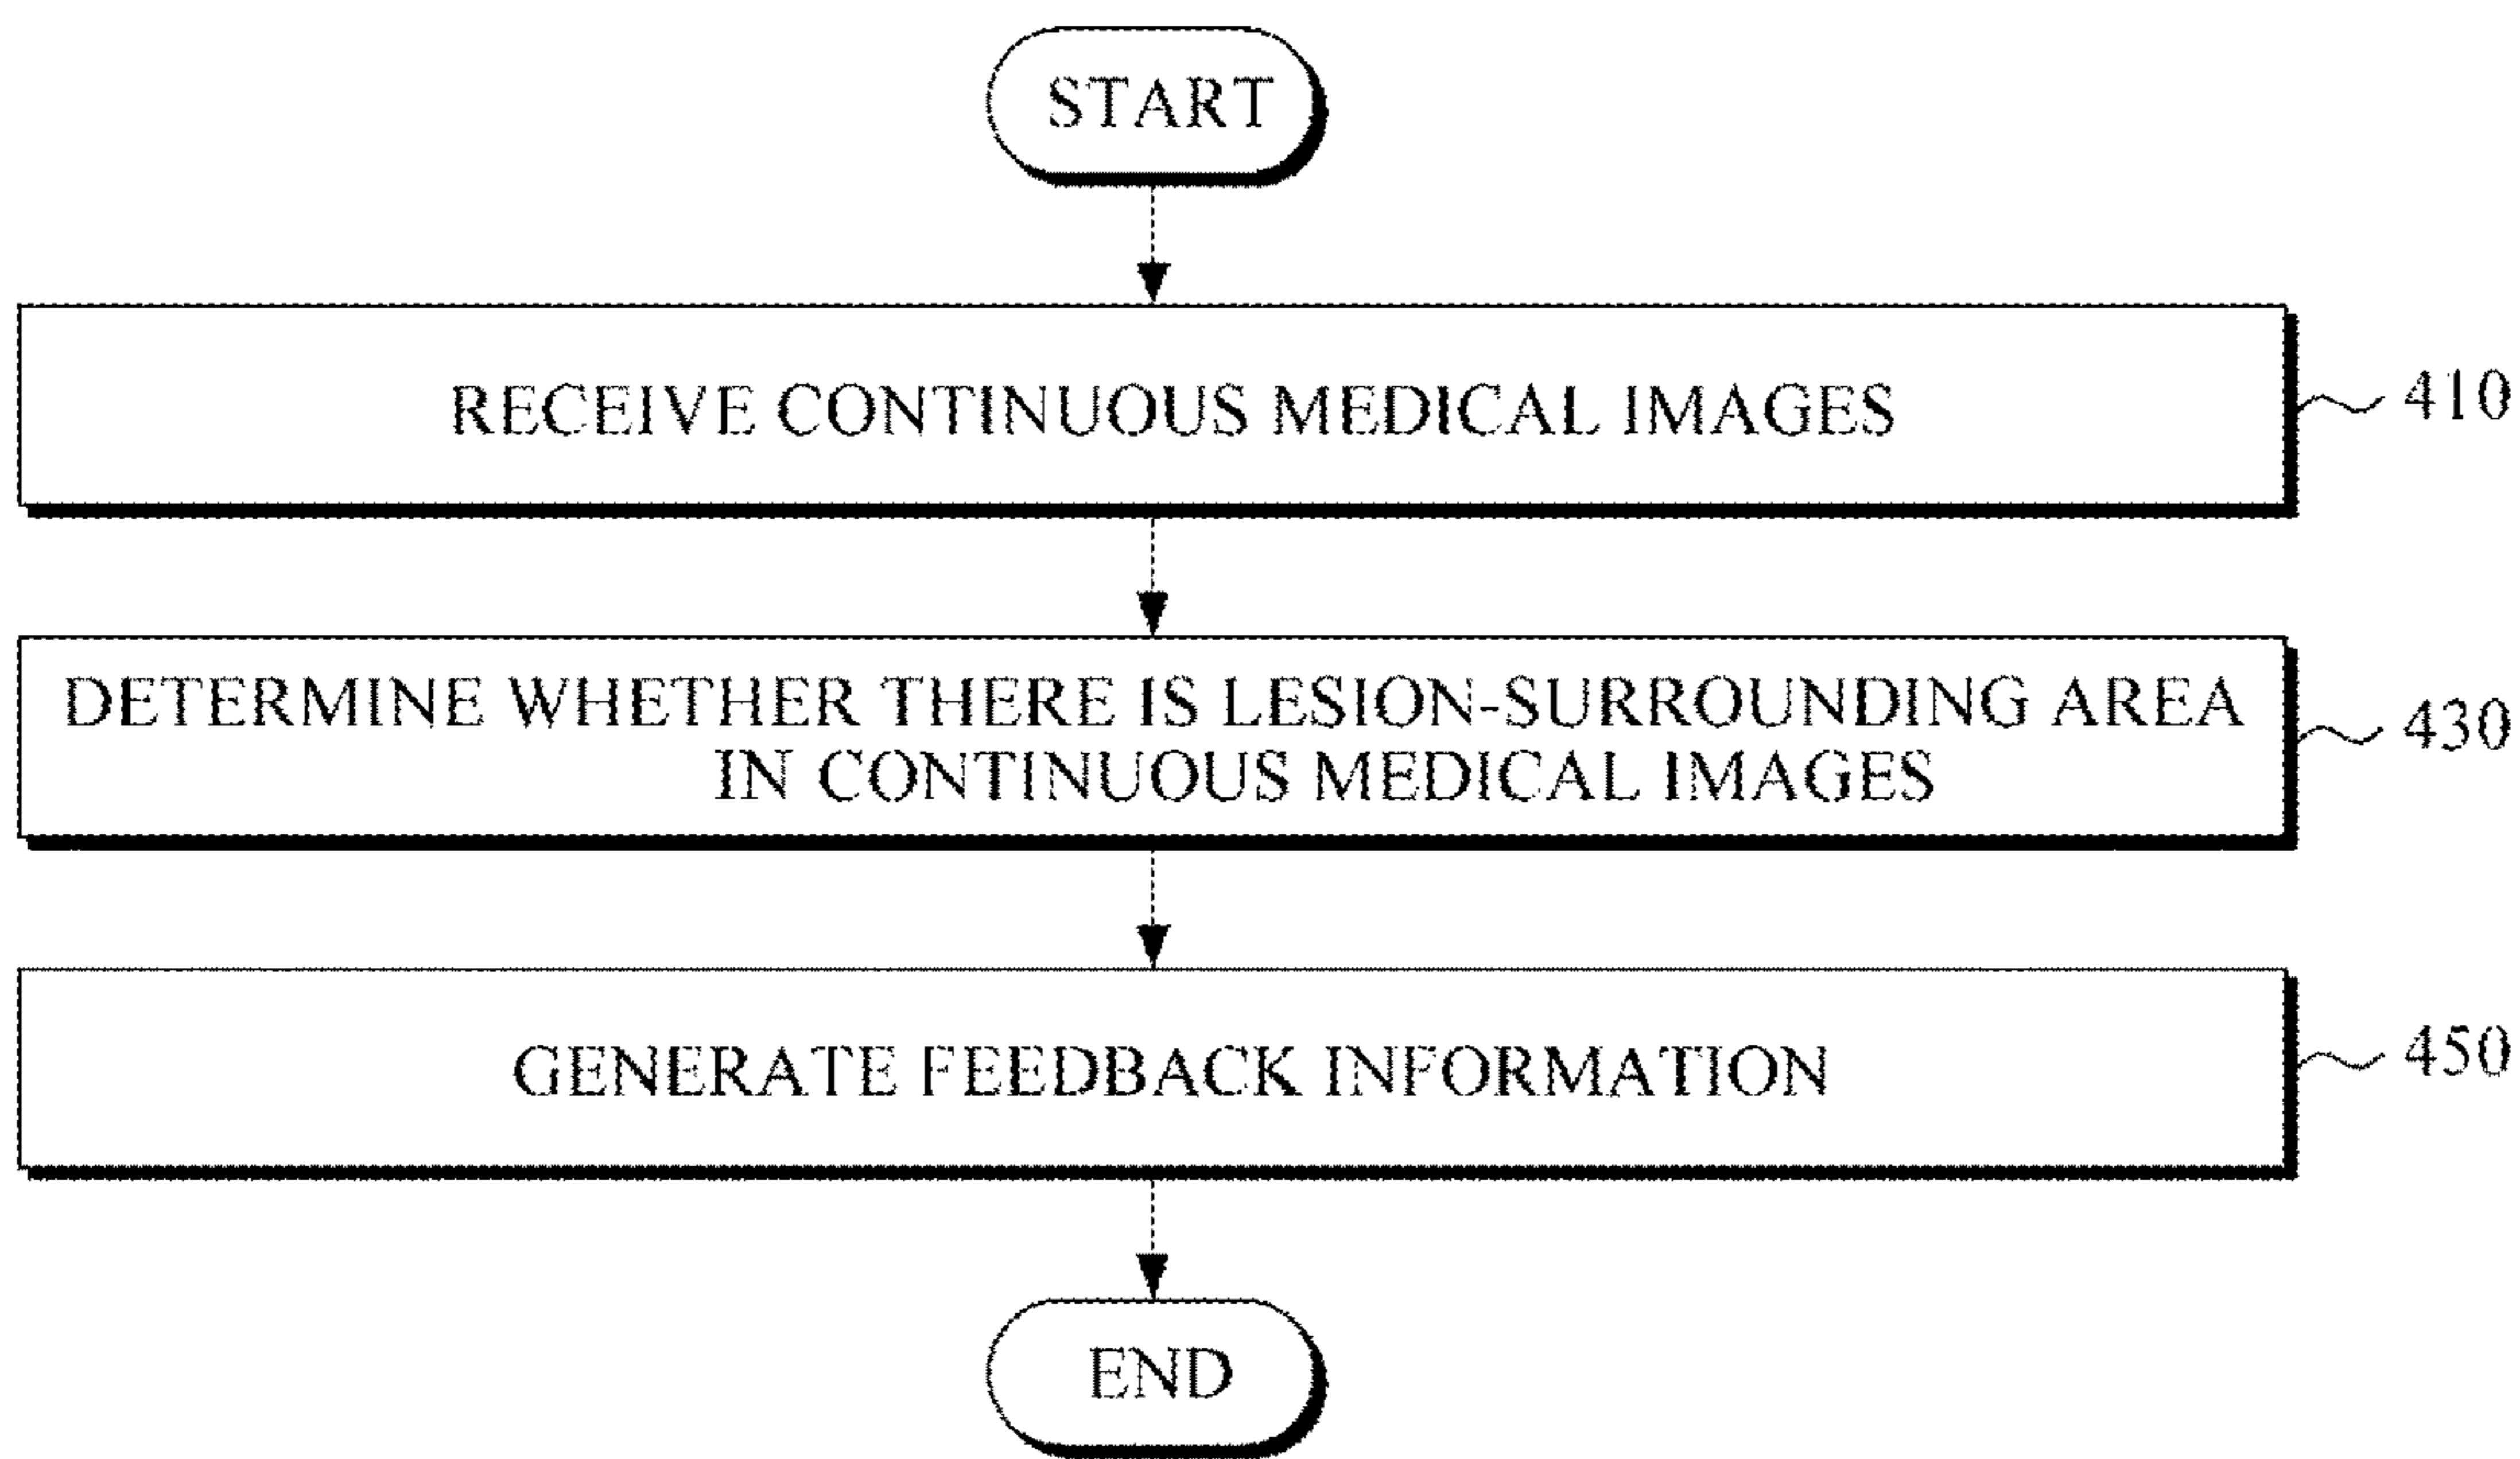 START
RECEIVE CONTINUOUS MEDICAL IMAGES
410
DETERMINE WHETHER THERE IS LESION-SURROUNDING AREA
IN CONTINUOUS MEDICAL IMAGES
430
GENERATE FEEDBACK INFORMATION
450
END